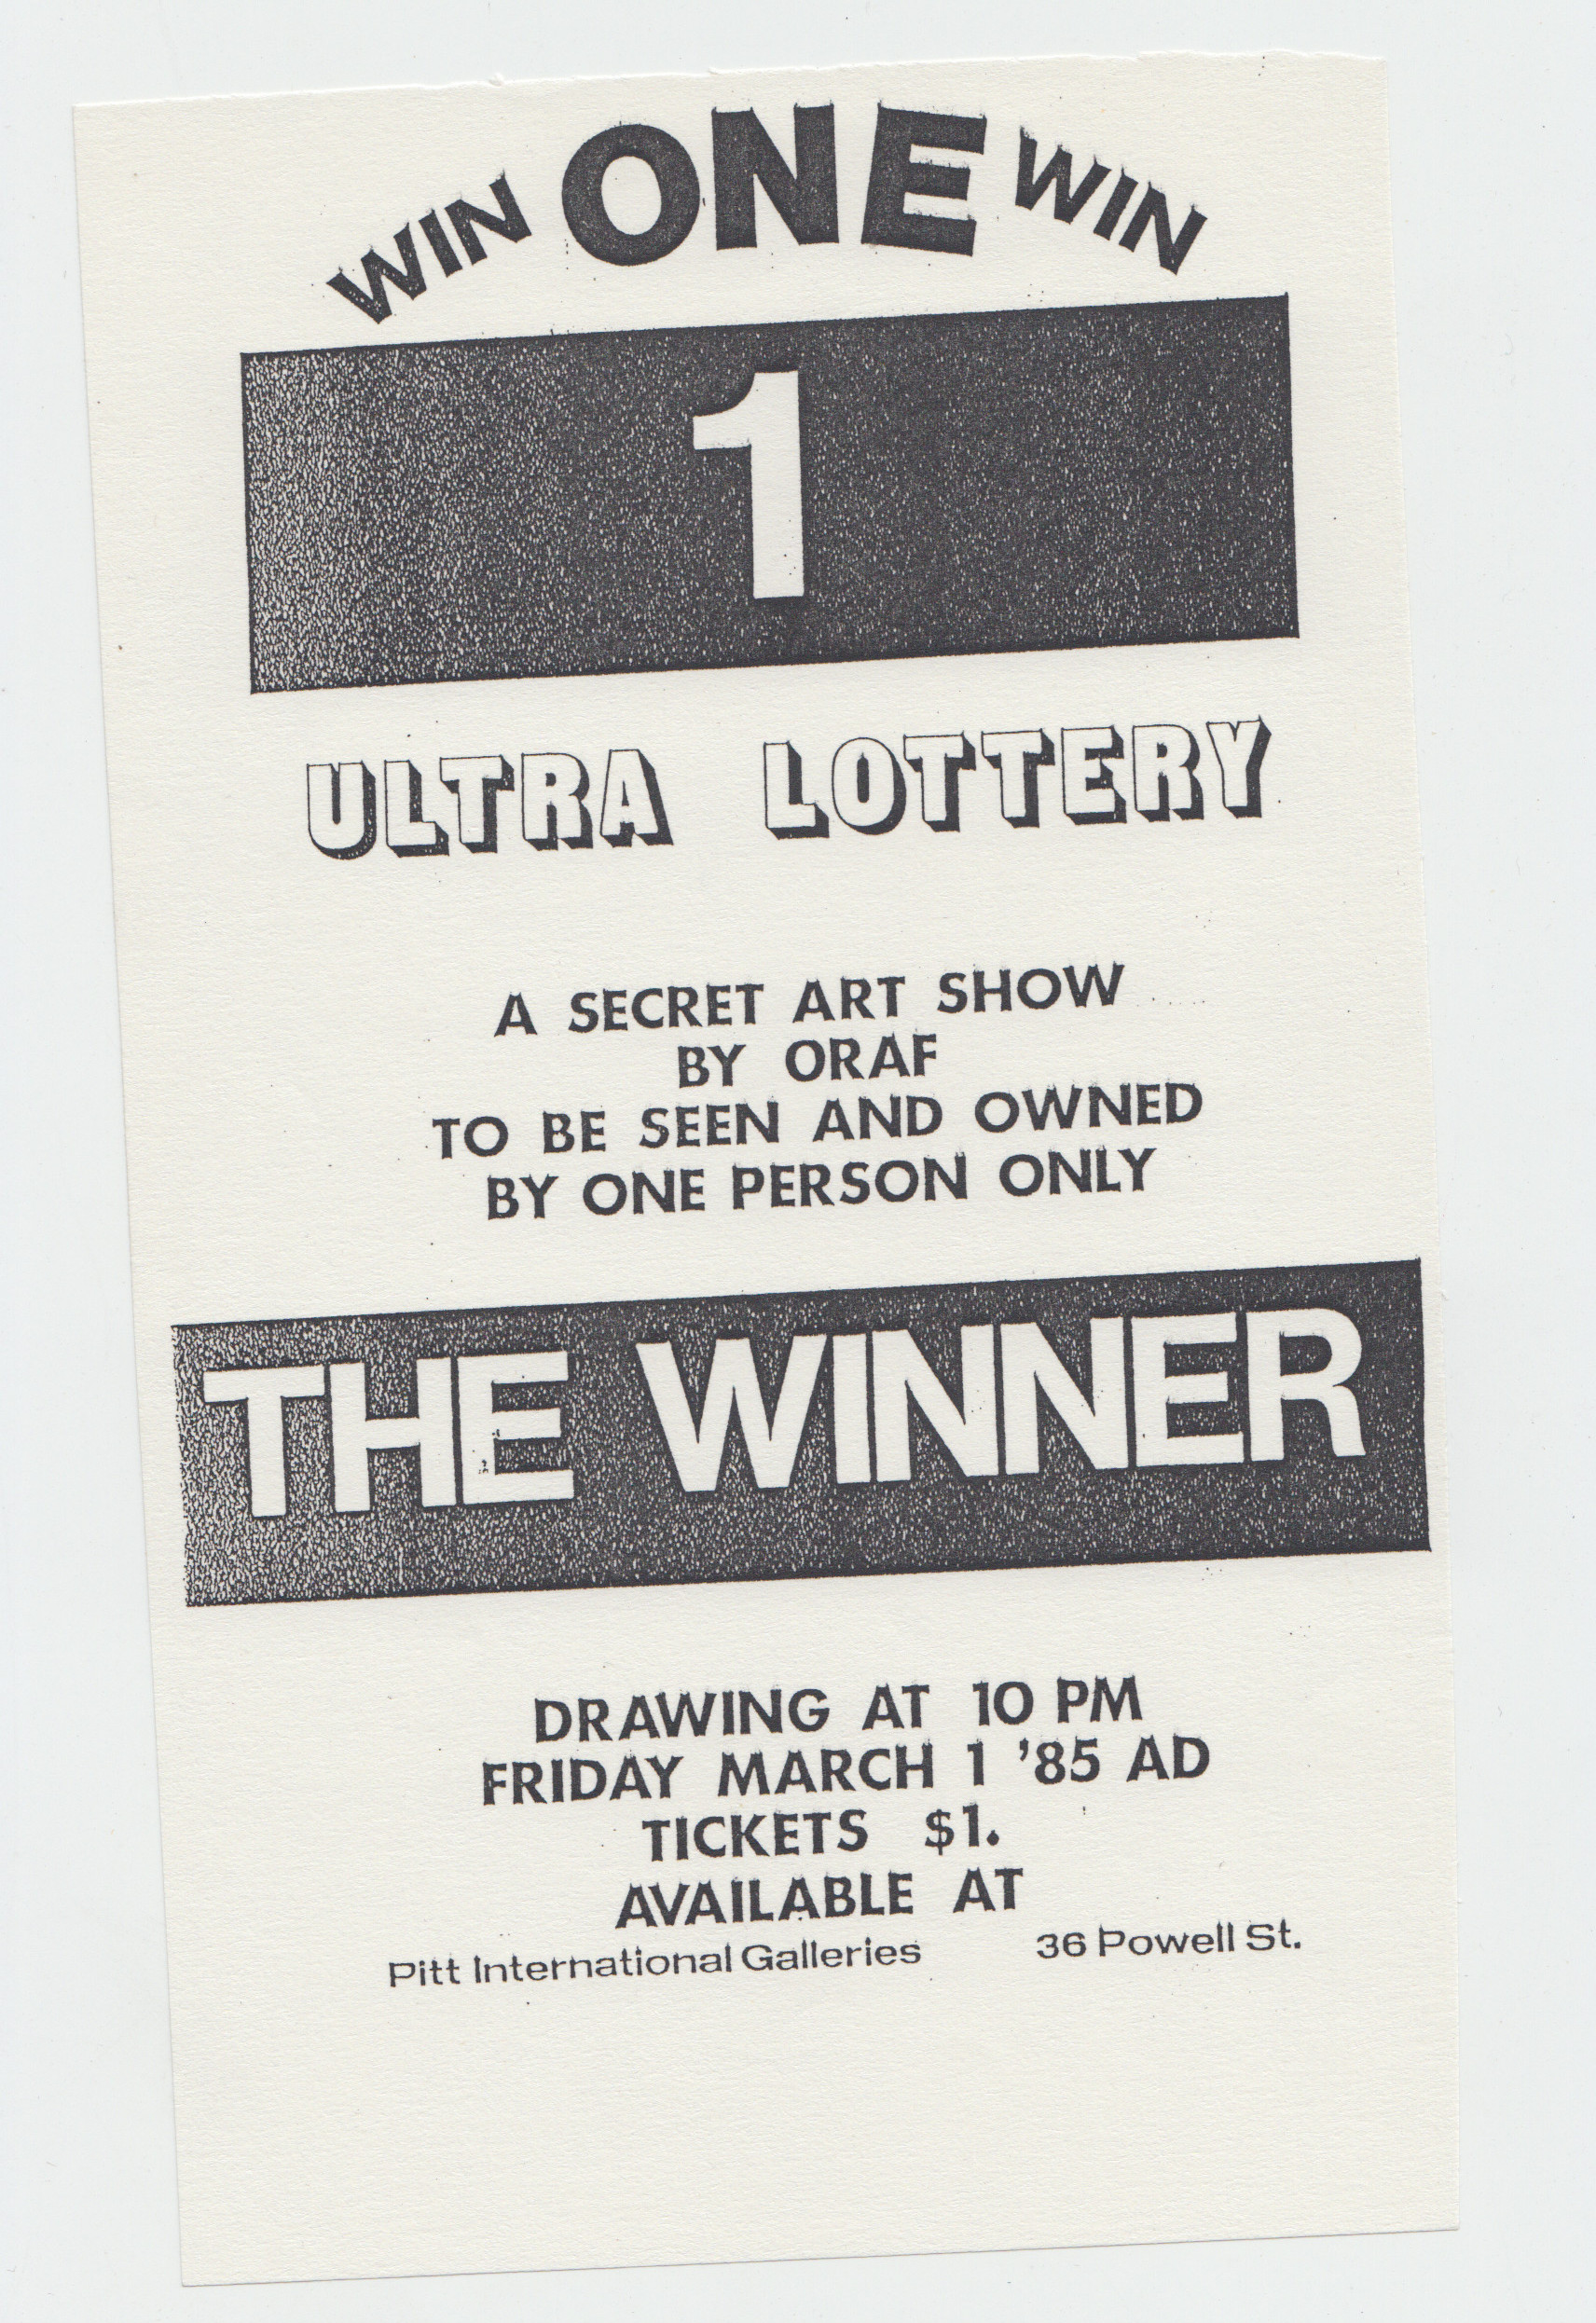 WIN ONE WIN
1
ULTRA LOTTERY
A SECRET ART SHOW
BY ORAF
TO BE SEEN AND OWNED
BY ONE PERSON ONLY
THE WINNER
DRAWING AT 10 PM
FRIDAY MARCH 1 '85 AD
TICKETS $1.
AVAILABLE AT
Pitt International Galleries 36 Powell St.